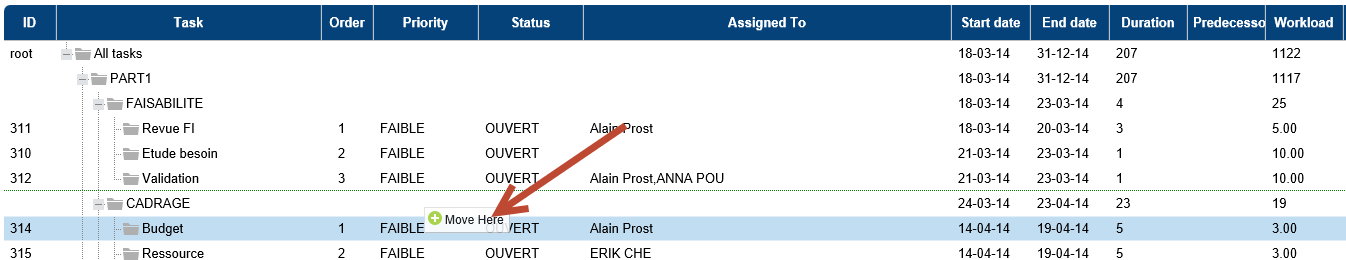 ID Task Order Priority Status Assigned To Start date End date Duration Predecesso Workload
root All tasks 18-03-14 31-12-14 207 1122
PART1 18-03-14 31-12-14 207 1117
FAISABILITE 18-03-14 23-03-14 4 25
311 Revue FI 1 FAIBLE OUVERT Alain Prost 18-03-14 20-03-14 3 5.00
310 Etude besoin 2 FAIBLE OUVERT 21-03-14 23-03-14 1 10.00
312 Validation 3 FAIBLE OUVERT Alain Prost,ANNA POU 21-03-14 23-03-14 1 10.00
CADRAGE 24-03-14 23-04-14 23 19
Move Here
314 Budget 1 FAIBLE OUVERT Alain Prost 14-04-14 19-04-14 5 3.00
315 Ressource 2 FAIBLE OUVERT ERIK CHE 14-04-14 19-04-14 5 3.00